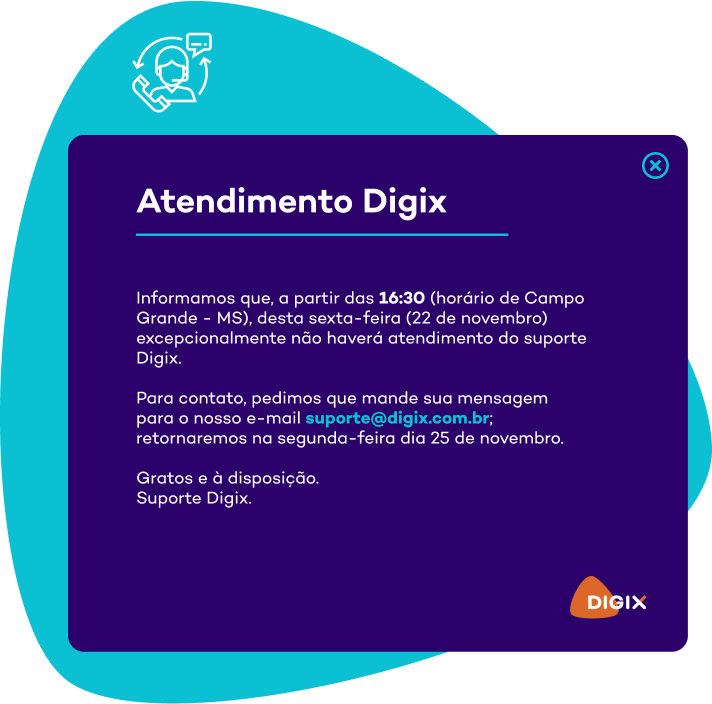 Atendimento Digix
Informamos que, a partir das 16:30 (horário de Campo
Grande - MS), desta sexta-feira (22 de novembro)
excepcionalmente não haverá atendimento do suporte
Digix.
Para contato, pedimos que mande sua mensagem
para o nosso e-mail suporte@digix.com.br;
retornaremos na segunda-feira dia 25 de novembro.
Gratos e à disposição.
Suporte Digix.
DIGIX